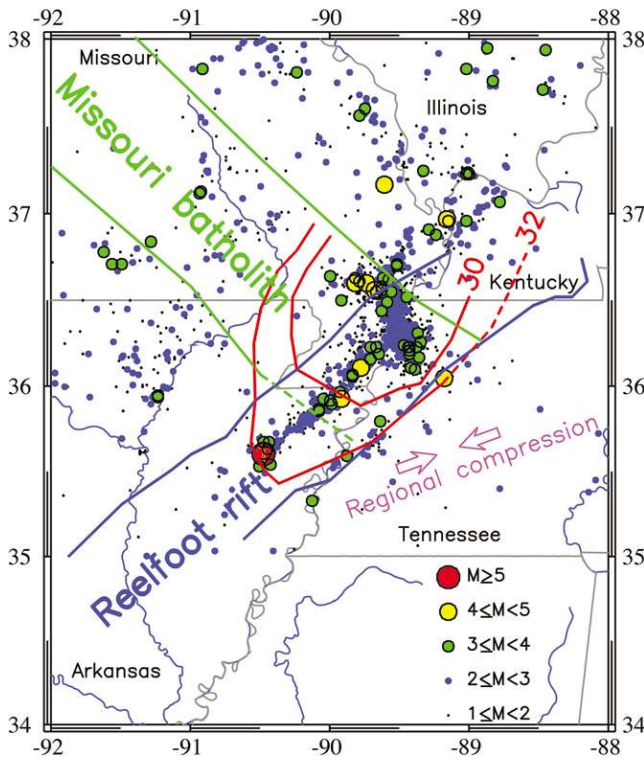 -92 -91 -90 -89 -88
38 38
Missouri
Illinois
Missouri batholith
37 37
32
30
Kentucky
36 36
Regional compression
Reelfoot rift
Tennessee
35 35
M≥5
4≤M<5
3≤M<4
2≤M<3
Arkansas
1≤M<2
34 34
-92 -91 -90 -89 -88